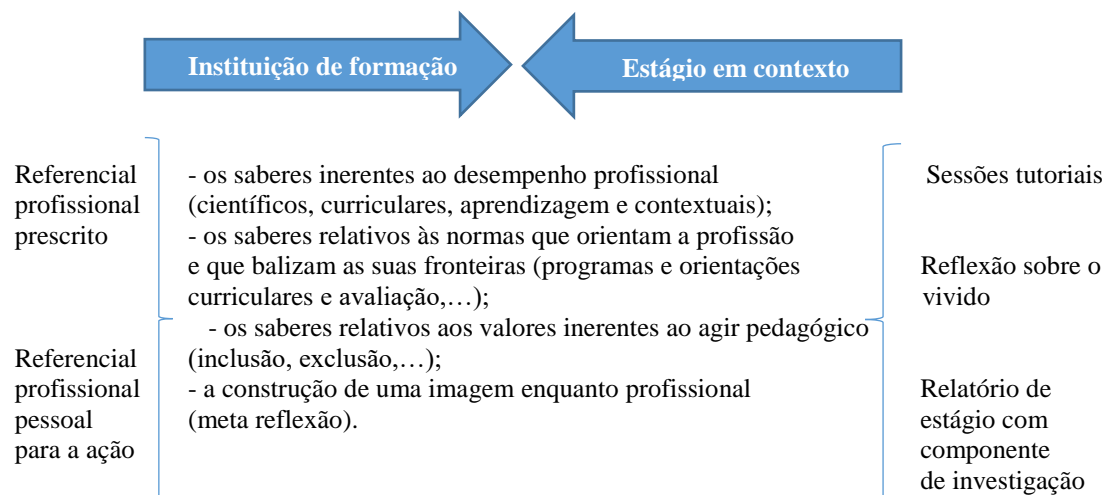 Instituição de formação
Estágio em contexto
Referencial
profissional
prescrito
Referencial
profissional
pessoal
para a ação
- os saberes inerentes ao desempenho profissional
(científicos, curriculares, aprendizagem e contextuais);
- os saberes relativos às normas que orientam a profissão
e que balizam as suas fronteiras (programas e orientações
curriculares e avaliação,…);
- os saberes relativos aos valores inerentes ao agir pedagógico
(inclusão, exclusão,…);
- a construção de uma imagem enquanto profissional
(meta reflexão).
Sessões tutoriais
Reflexão sobre o
vivido
Relatório de
estágio com
componente
de investigação